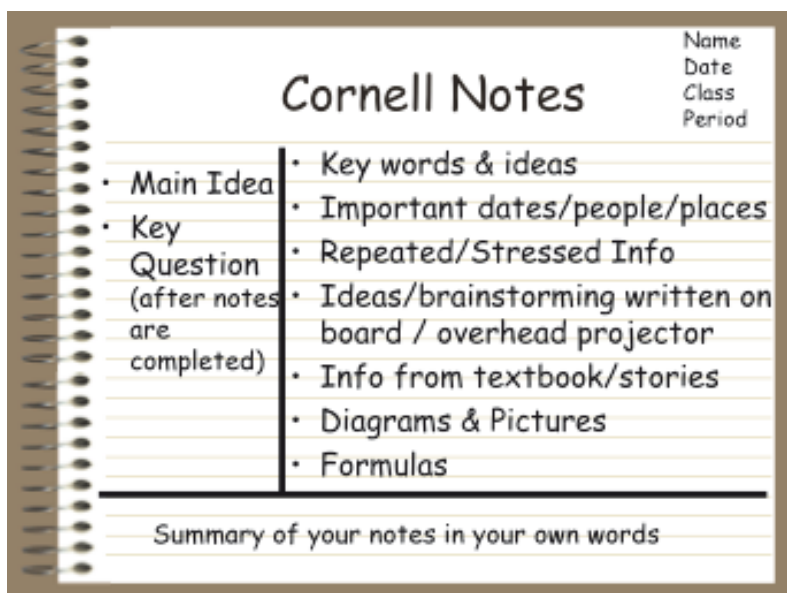 Name
Date
Class
Period
Cornell Notes
• Main Idea
• Key
Question
(after notes
are
completed)
• Key words & ideas
• Important dates/people/places
• Repeated/Stressed Info
• Ideas/brainstorming written on
board / overhead projector
• Info from textbook/stories
• Diagrams & Pictures
• Formulas
Summary of your notes in your own words